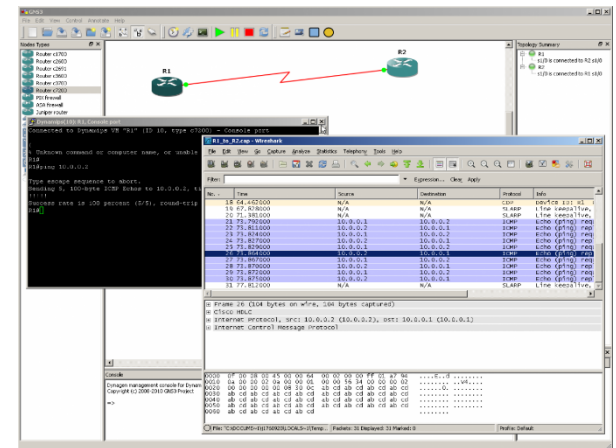 GNS3
File Edit View Control Annotate Help
Nodes Types
Topology Summary
Router c1700
Router c2600
Router c2691
Router c3600
Router c3700
Router c7200
PIX firewall
ASA firewall
Juniper router
R1
R2
R1
s1/0 is connected to R2 s1/0
R2
s1/0 is connected to R1 s1/0
Connected to Dynamips VM "R1" (ID 10, type c7200) - Console port
% Unknown command or computer name, or unable
R1#
R1#ping 10.0.0.2
Type escape sequence to abort.
Sending 5, 100-byte ICMP Echos to 10.0.0.2, ti
!!!!!
Success rate is 100 percent (5/5), round-trip
R1#
R1_to_R2.cap - Wireshark
File Edit View Go Capture Analyze Statistics Telephony Tools Help
Filter: Expression... Clear Apply
No. Time Source Destination Protocol Info
18 64.462000 N/A N/A CDP Device ID: R1
19 67.828000 N/A N/A SLARP Line keepalive,
20 71.381000 N/A N/A SLARP Line keepalive,
21 73.792000 10.0.0.1 10.0.0.2 ICMP Echo (ping) req
22 73.811000 10.0.0.2 10.0.0.1 ICMP Echo (ping) rep
23 73.824000 10.0.0.1 10.0.0.2 ICMP Echo (ping) req
24 73.827000 10.0.0.2 10.0.0.1 ICMP Echo (ping) rep
25 73.829000 10.0.0.1 10.0.0.2 ICMP Echo (ping) req
26 73.864000 10.0.0.2 10.0.0.1 ICMP Echo (ping) rep
27 73.867000 10.0.0.1 10.0.0.2 ICMP Echo (ping) req
28 73.870000 10.0.0.2 10.0.0.1 ICMP Echo (ping) rep
29 73.872000 10.0.0.1 10.0.0.2 ICMP Echo (ping) req
30 73.875000 10.0.0.2 10.0.0.1 ICMP Echo (ping) rep
31 77.812000 N/A N/A SLARP Line keepalive,
Frame 26 (104 bytes on wire, 104 bytes captured)
Cisco HDLC
Internet Protocol, Src: 10.0.0.2 (10.0.0.2), Dst: 10.0.0.1 (10.0.0.1)
Internet Control Message Protocol
Console
Dynagen management console for Dynam
Copyright (c) 2008-2010 GNS3 Project
=>
Packets: 31 Displayed: 31 Marked: 0
Profile: Default